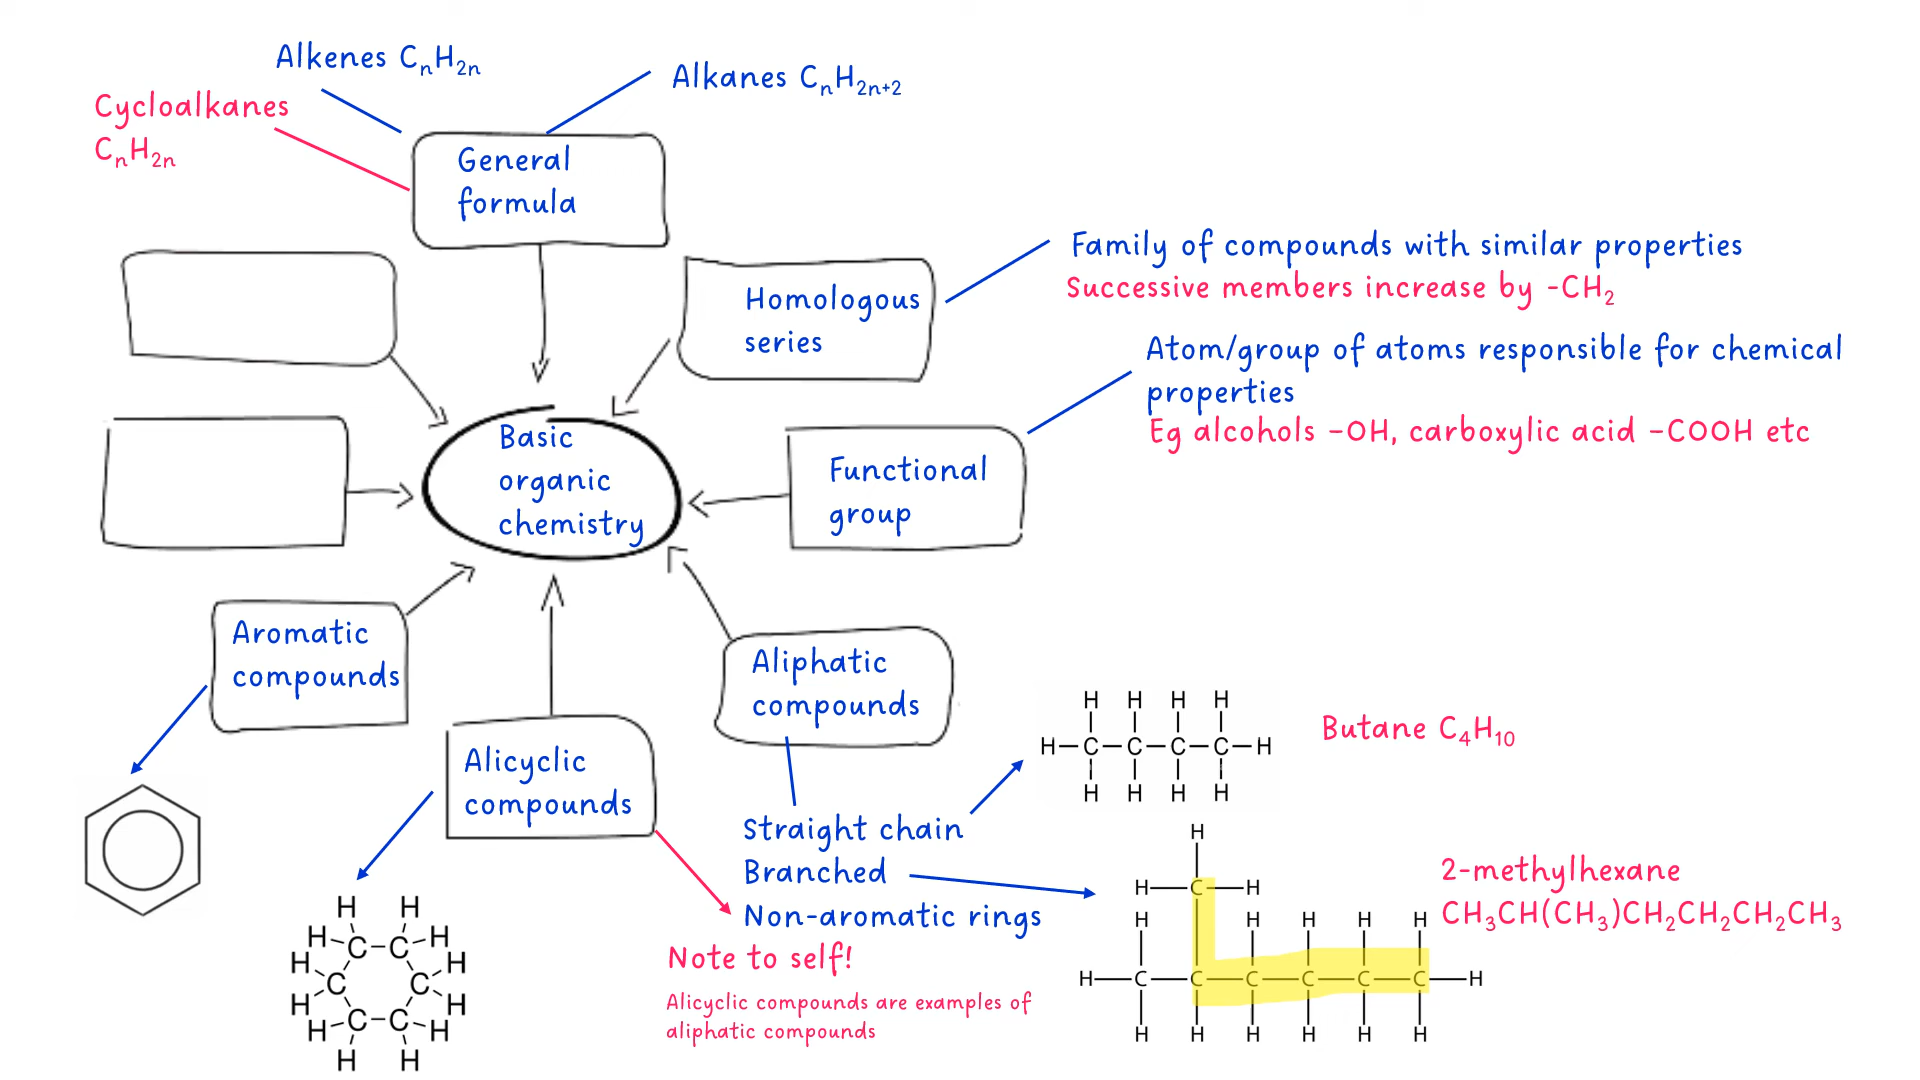 Alkenes CₙH₂ₙ
Alkanes CₙH₂ₙ₊₂
Cycloalkanes
CₙH₂ₙ
General
formula
Homologous
series
Family of compounds with similar properties
Successive members increase by -CH₂
Atom/group of atoms responsible for chemical
properties
Eg alcohols –OH, carboxylic acid –COOH etc
Functional
group
Basic
organic
chemistry
Aromatic
compounds
Alicyclic
compounds
Aliphatic
compounds
Straight chain
Branched
Non-aromatic rings
Note to self!
Alicyclic compounds are examples of
aliphatic compounds
H H H H
H–C–C–C–C–H
H H H H
Butane C₄H₁₀
H
H–C–H
H H H H H
H–C–C–C–C–C–C–H
H H H H H H
2-methylhexane
CH₃CH(CH₃)CH₂CH₂CH₂CH₃
H H
H C–C H
H H
C C
H H
H C–C H
H H